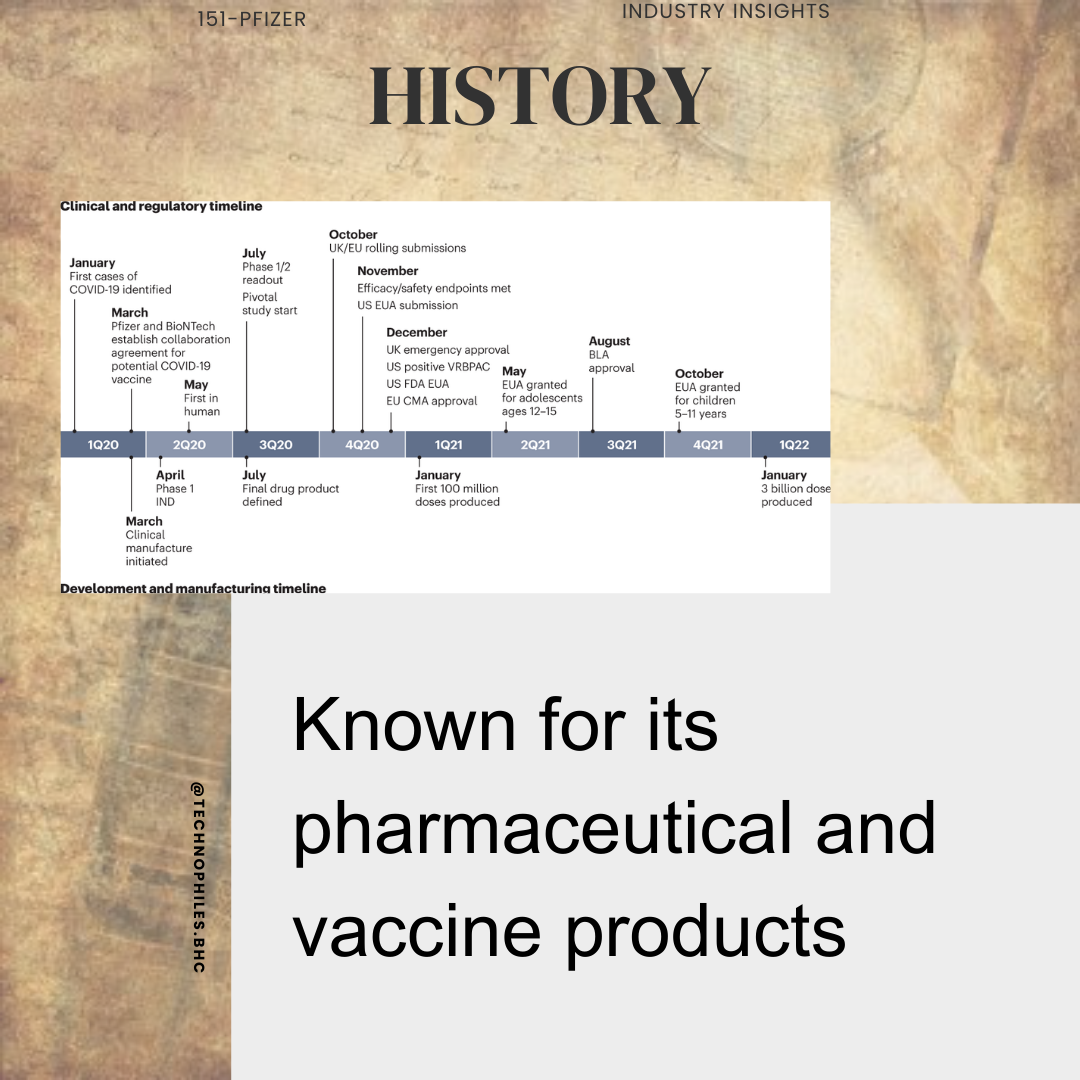 151-PFIZER
INDUSTRY INSIGHTS
HISTORY
Clinical and regulatory timeline
January
First cases of
COVID-19 identified
March
Pfizer and BioNTech
establish collaboration
agreement for
potential COVID-19
vaccine
May
First in
human
July
Phase 1/2
readout
Pivotal
study start
October
UK/EU rolling submissions
November
Efficacy/safety endpoints met
US EUA submission
December
UK emergency approval
US positive VRBPAC
US FDA EUA
EU CMA approval
May
EUA granted
for adolescents
ages 12–15
August
BLA
approval
October
EUA granted
for children
5–11 years
1Q20 2Q20 3Q20 4Q20 1Q21 2Q21 3Q21 4Q21 1Q22
March
Clinical
manufacture
initiated
April
Phase 1
IND
July
Final drug product
defined
January
First 100 million
doses produced
January
3 billion dose
produced
Development and manufacturing timeline
Known for its
pharmaceutical and
vaccine products
@TECHNOPHILES.BHC